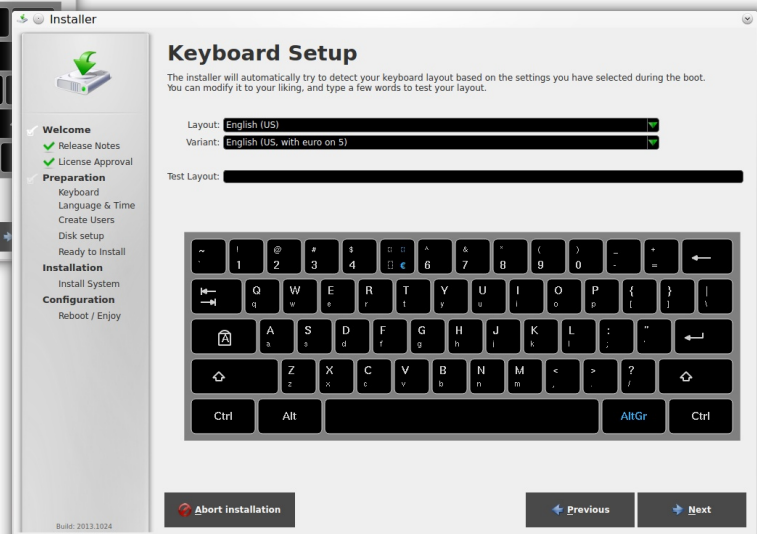 Installer
Keyboard Setup
The installer will automatically try to detect your keyboard layout based on the settings you have selected during the boot.
You can modify it to your liking, and type a few words to test your layout.
Welcome
Release Notes
License Approval
Preparation
Keyboard
Language & Time
Create Users
Disk setup
Ready to Install
Installation
Install System
Configuration
Reboot / Enjoy
Build: 2013.1024
Layout: English (US)
Variant: English (US, with euro on 5)
Test Layout:
~ ! @ # $ ^ & * ( ) _ +
` 1 2 3 4 € 6 7 8 9 0 - =
Q W E R T Y U I O P { } |
q w e r t y u i o p [ ] \
A A S D F G H J K L : "
a s d f g h j k l ; '
Z X C V B N M < > ?
z x c v b n m , . /
Ctrl Alt AltGr Ctrl
Abort installation
Previous
Next